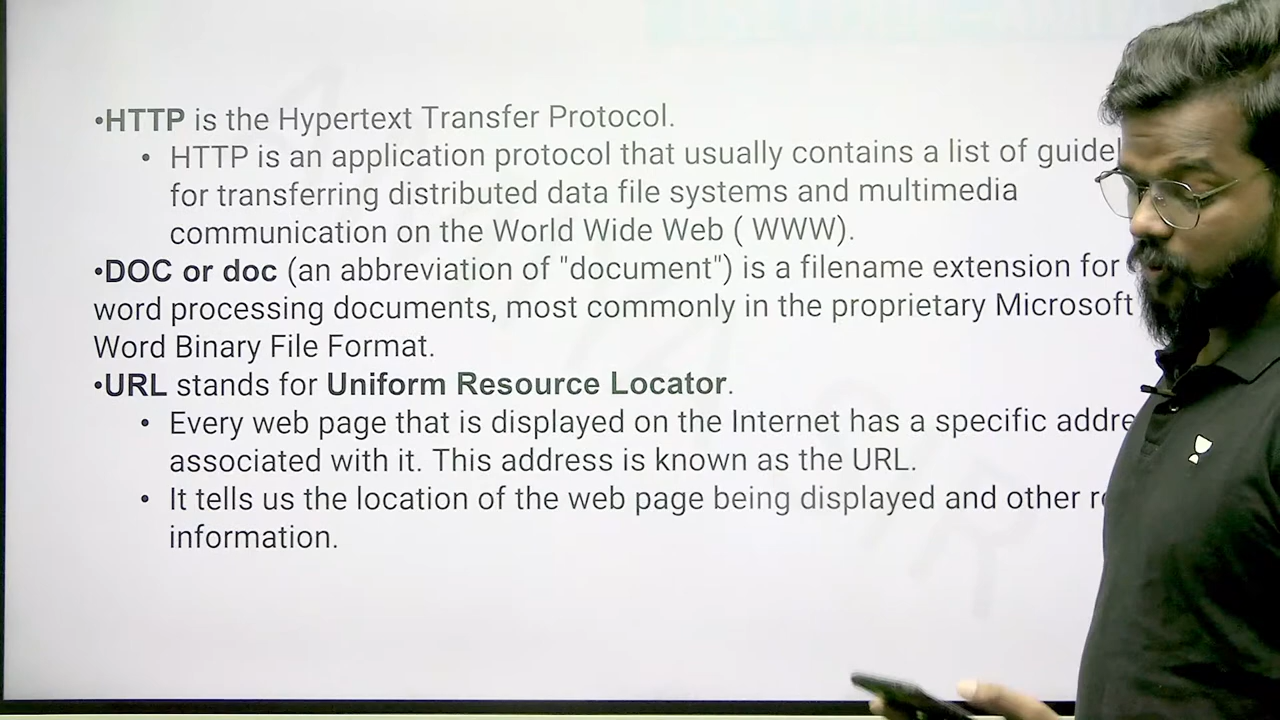 •HTTP is the Hypertext Transfer Protocol.
• HTTP is an application protocol that usually contains a list of
for transferring distributed data file systems and multimedia
communication on the World Wide Web ( WWW).
•DOC or doc (an abbreviation of "document") is a filename extension for
word processing documents, most commonly in the proprietary Microsoft
Word Binary File Format.
•URL stands for Uniform Resource Locator.
• Every web page that is displayed on the Internet has a specific
associated with it. This address is known as the URL.
• It tells us the location of the web page being displayed and other
information.